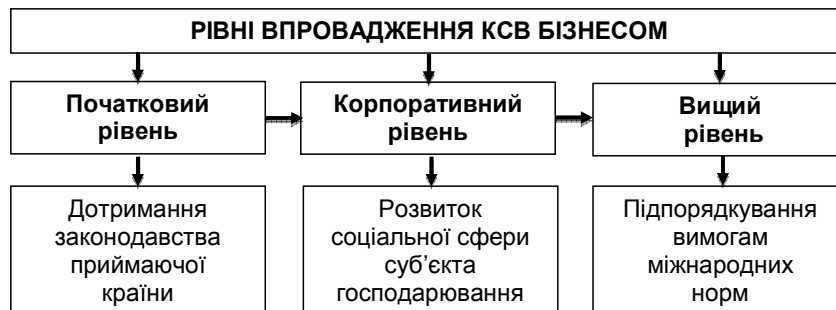 РІВНІ ВПРОВАДЖЕННЯ КСВ БІЗНЕСОМ
Початковий
рівень
Корпоративний
рівень
Вищий
рівень
Дотримання
законодавства
приймаючої
країни
Розвиток
соціальної сфери
суб’єкта
господарювання
Підпорядкування
вимогам
міжнародних
норм